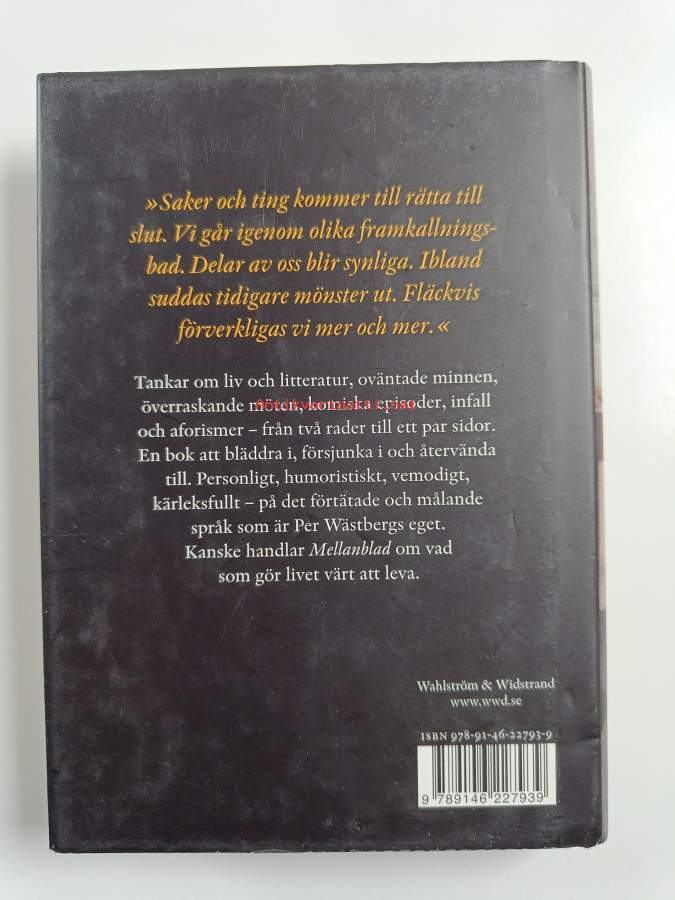 »Saker och ting kommer till rätta till
slut. Vi går igenom olika framkallnings-
bad. Delar av oss blir synliga. Ibland
suddas tidigare mönster ut. Fläckvis
förverkligas vi mer och mer.«
Tankar om liv och litteratur, oväntade minnen,
överraskande möten, komiska episoder, infall
och aforismer – från två rader till ett par sidor.
En bok att bläddra i, försjunka i och återvända
till. Personligt, humoristiskt, vemodigt,
kärleksfullt – på det förtätade och målande
språk som är Per Wästbergs eget.
Kanske handlar Mellanblad om vad
som gör livet värt att leva.
Wahlström & Widstrand
www.wwd.se
ISBN 978-91-46-22793-9
9 789146 227939